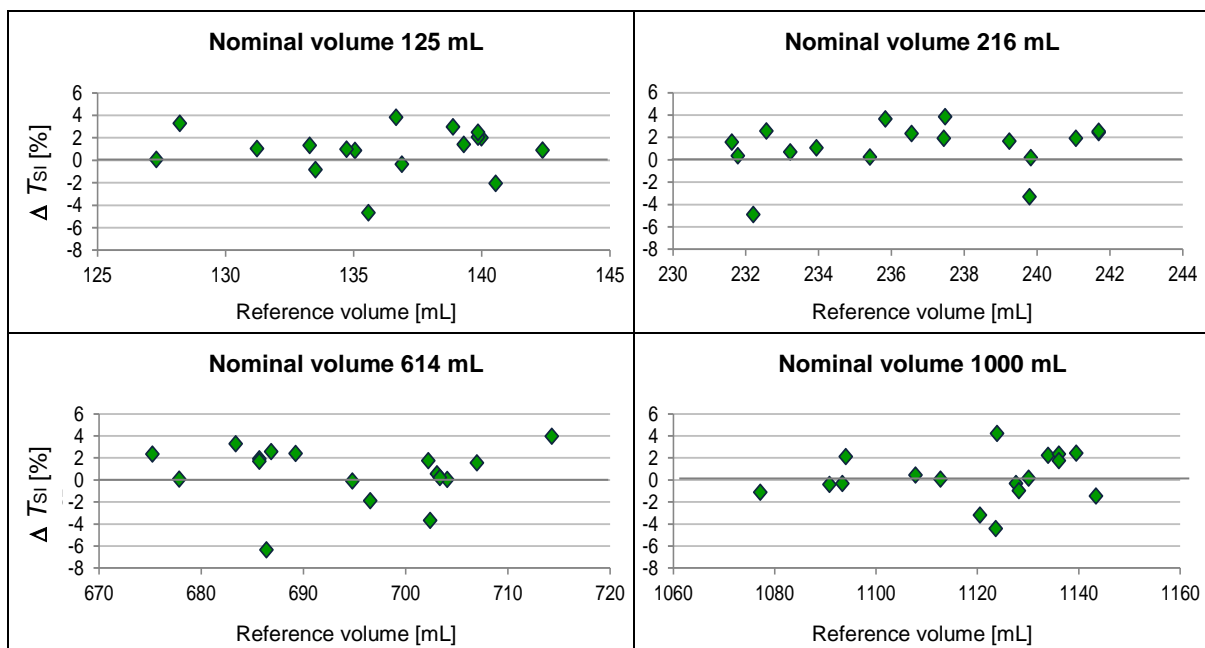 Nominal volume 125 mL
Δ TSI [%]
6
4
2
0
-2
-4
-6
-8
125 130 135 140 145
Reference volume [mL]
Nominal volume 216 mL
6
4
2
0
-2
-4
-6
-8
230 232 234 236 238 240 242 244
Reference volume [mL]
Nominal volume 614 mL
Δ TSI [%]
6
4
2
0
-2
-4
-6
-8
670 680 690 700 710 720
Reference volume [mL]
Nominal volume 1000 mL
6
4
2
0
-2
-4
-6
-8
1060 1080 1100 1120 1140 1160
Reference volume [mL]